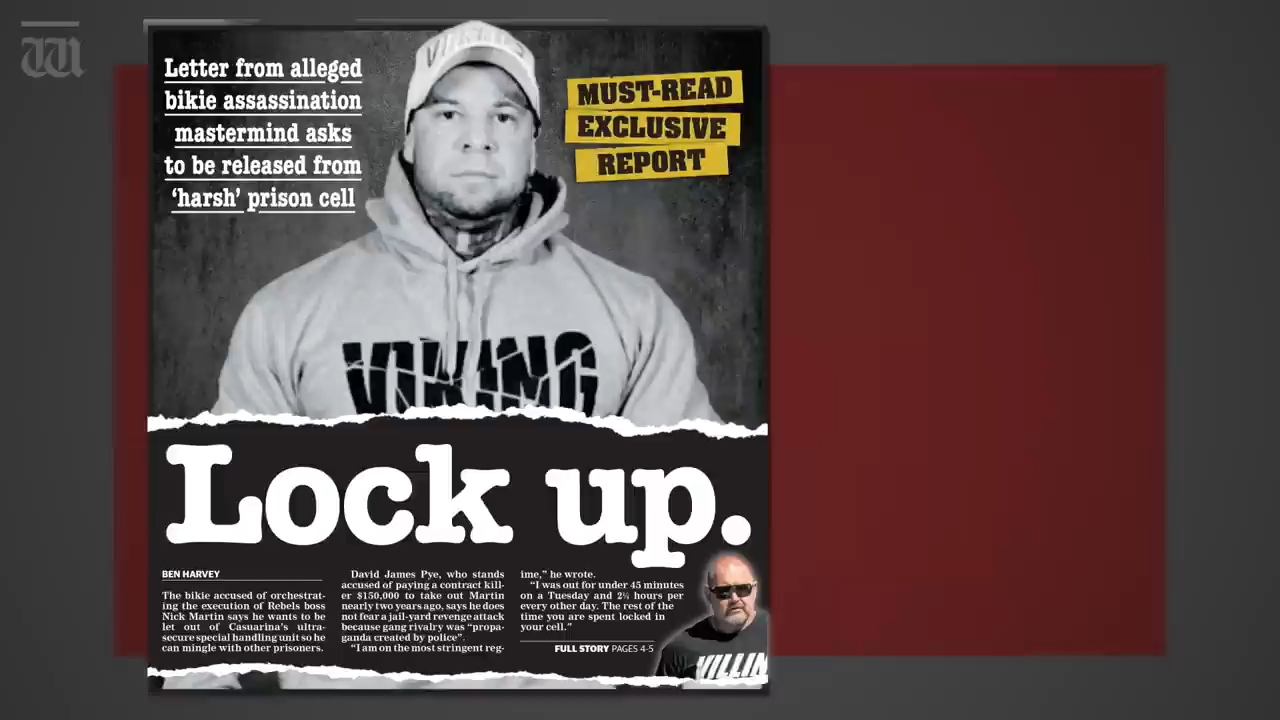 W
VIKING
Letter from alleged
bikie assassination
mastermind asks
to be released from
‘harsh’ prison cell
MUST-READ
EXCLUSIVE
REPORT
VIKING
Lock up.
BEN HARVEY
The bikie accused of orchestrat-
ing the execution of Rebels boss
Nick Martin says he wants to be
let out of Casuarina's ultra-
secure special handling unit so he
can mingle with other prisoners.
David James Pye, who stands
accused of paying a contract kill-
er $150,000 to take out Martin
nearly two years ago, says he does
not fear a jail-yard revenge attack
because gang rivalry was “propa-
ganda created by police”.
“I am on the most stringent reg-
ime,” he wrote.
“I was out for under 45 minutes
on a Tuesday and 2¼ hours per
every other day. The rest of the
time you are spent locked in
your cell.”
FULL STORY PAGES 4-5
VILLIN